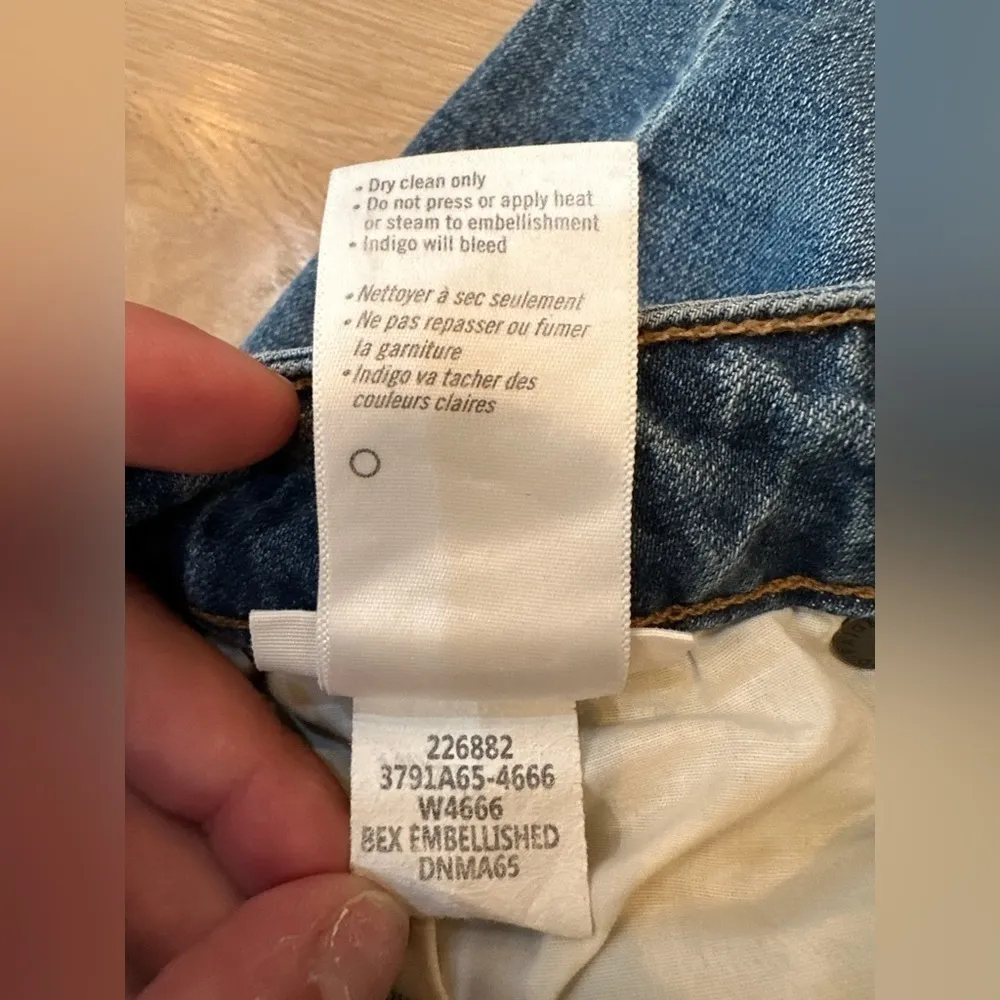 • Dry clean only
• Do not press or apply heat
or steam to embellishment
• Indigo will bleed
• Nettoyer à sec seulement
• Ne pas repasser ou fumer
la garniture
• Indigo va tacher des
couleurs claires
226882
3791A65-4666
W4666
BEX EMBELLISHED
DNMA65